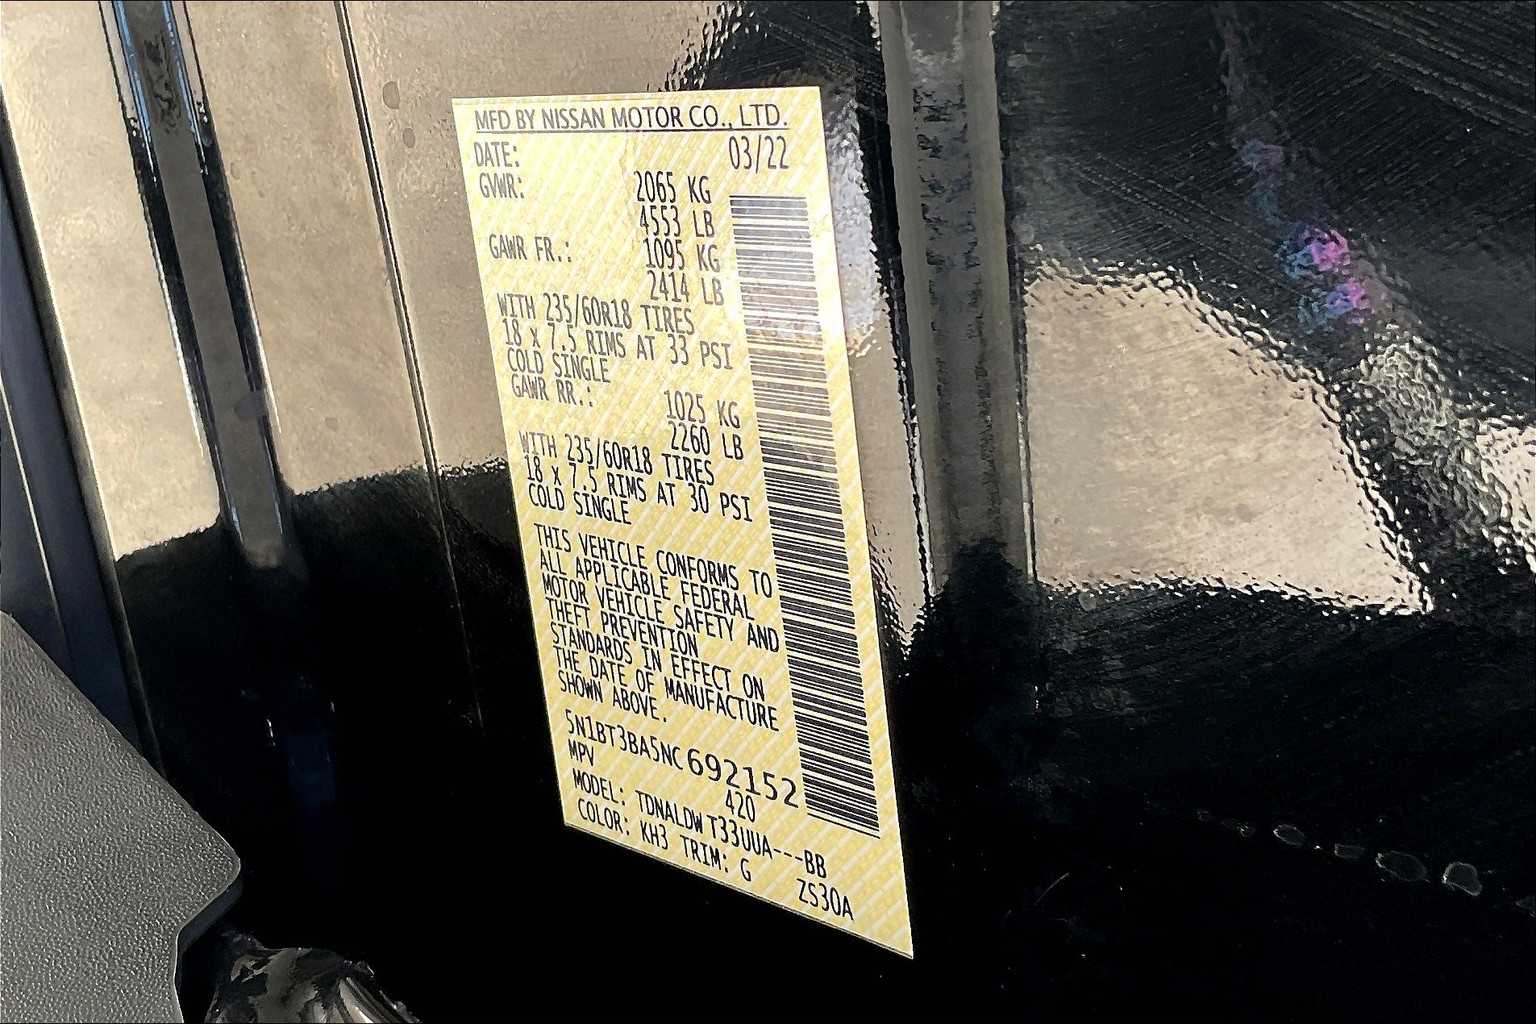 MFD BY NISSAN MOTOR CO., LTD.
DATE: 03/22
GVWR: 2065 KG
4553 LB
GAWR FR.: 1095 KG
2414 LB
WITH 235/60R18 TIRES
18 X 7.5 RIMS AT 33 PSI
COLD SINGLE
GAWR RR.: 1025 KG
2260 LB
WITH 235/60R18 TIRES
18 X 7.5 RIMS AT 30 PSI
COLD SINGLE
THIS VEHICLE CONFORMS TO
ALL APPLICABLE FEDERAL
MOTOR VEHICLE SAFETY AND
THEFT PREVENTION
STANDARDS IN EFFECT ON
THE DATE OF MANUFACTURE
SHOWN ABOVE.
5N1BT3BA5NC692152
MPV 420
MODEL: TDNALDW T33UUA---BB
COLOR: KH3 TRIM: G ZS30A